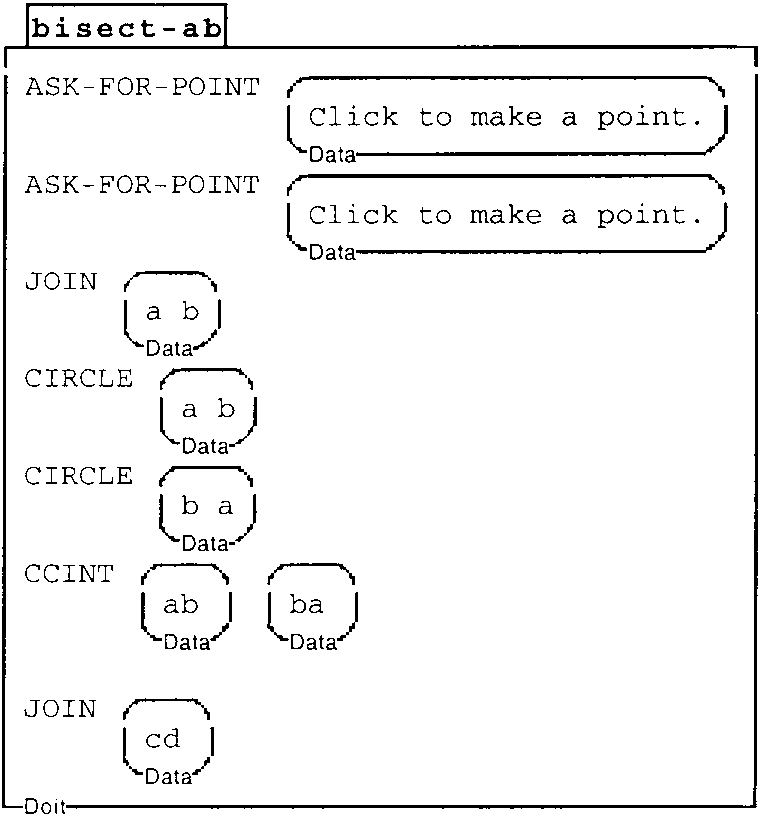 bisect-ab
ASK-FOR-POINT Click to make a point.
Data
ASK-FOR-POINT Click to make a point.
Data
JOIN a b
Data
CIRCLE a b
Data
CIRCLE b a
Data
CCINT ab ba
Data Data
JOIN cd
Data
Doit